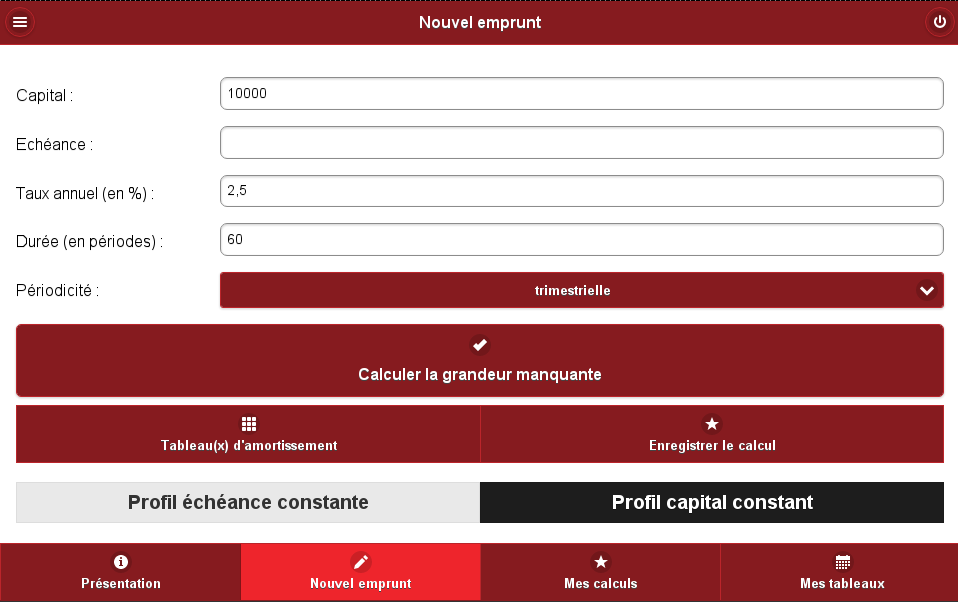 Nouvel emprunt
Capital :
10000
Echéance :
Taux annuel (en %) :
2,5
Durée (en périodes) :
60
Périodicité :
trimestrielle
Calculer la grandeur manquante
Tableau(x) d'amortissement
Enregistrer le calcul
Profil échéance constante
Profil capital constant
Présentation
Nouvel emprunt
Mes calculs
Mes tableaux